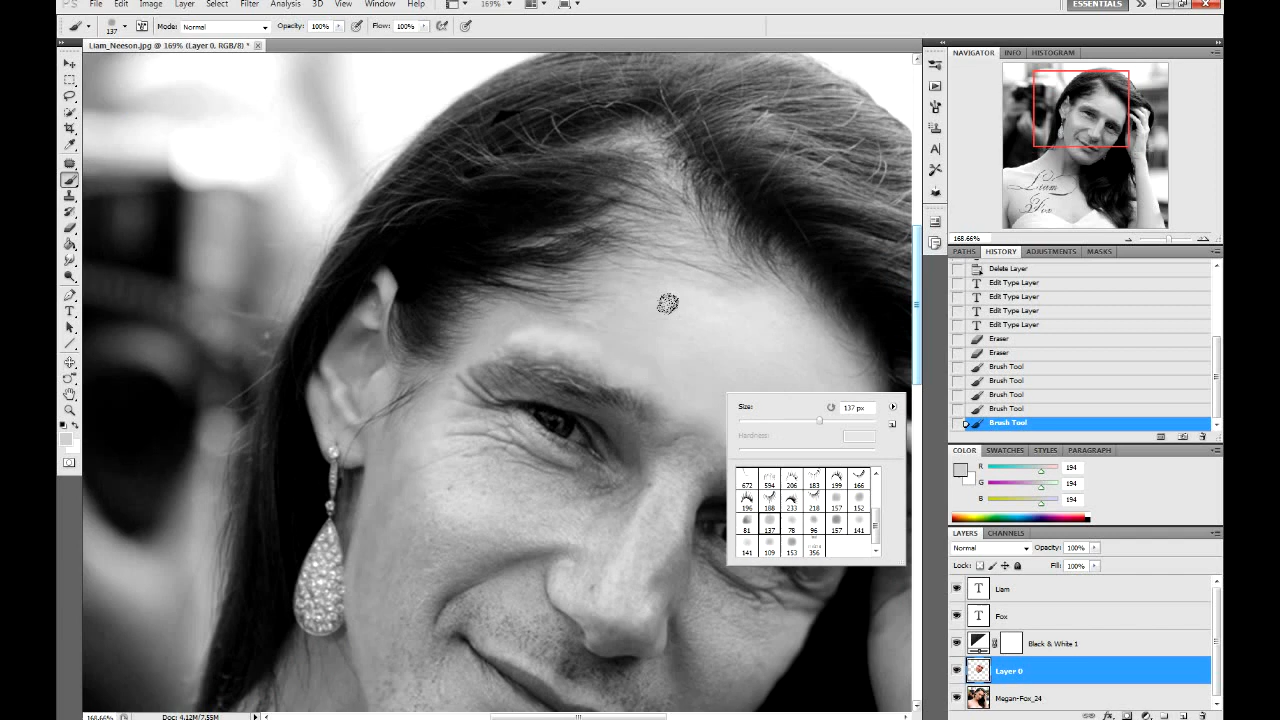 PS File Edit Image Layer Select Filter Analysis 3D View Window Help 169% ESSENTIALS
137 Mode: Normal Opacity: 100% Flow: 100%
Liam_Neeson.jpg @ 169% (Layer 0, RGB/8) *
NAVIGATOR INFO HISTOGRAM
Liam
Fox
168.66%
PATHS HISTORY ADJUSTMENTS MASKS
Delete Layer
Edit Type Layer
Edit Type Layer
Edit Type Layer
Edit Type Layer
Eraser
Eraser
Brush Tool
Brush Tool
Brush Tool
Brush Tool
Brush Tool
Size: 137 px
Hardness:
672 594 206 183 199 166
196 188 233 218 157 152
81 137 78 96 157 141
141 109 153 356
COLOR SWATCHES STYLES PARAGRAPH
R 194
G 194
B 194
LAYERS CHANNELS
Normal Opacity: 100%
Lock: Fill: 100%
T Liam
T Fox
Black & White 1
Layer 0
Megan-Fox_24
168.66% Doc: 4.12M/7.55M